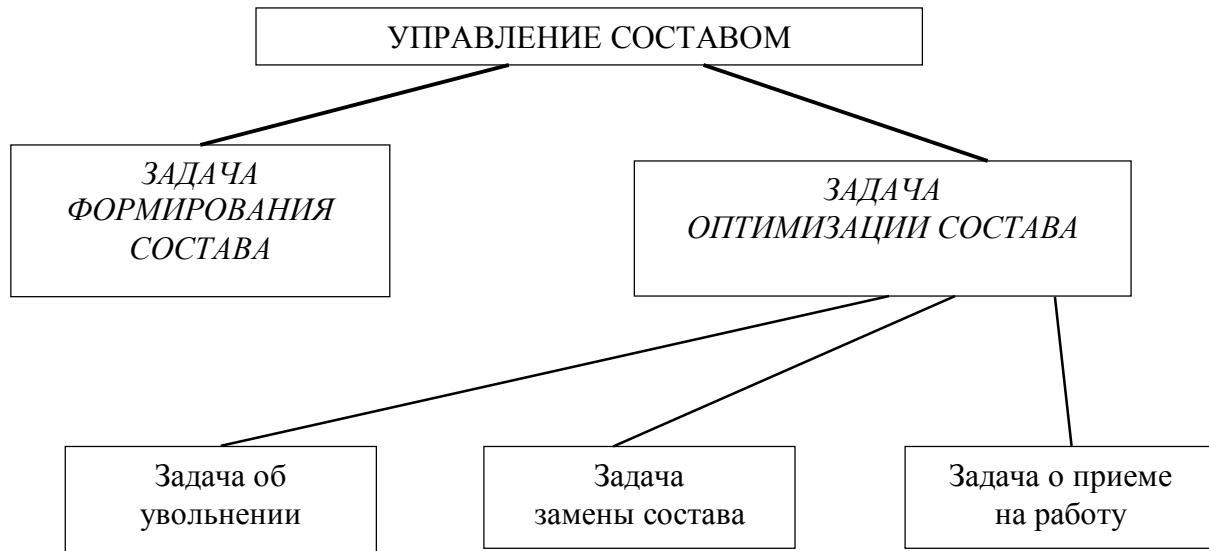 УПРАВЛЕНИЕ СОСТАВОМ
ЗАДАЧА
ФОРМИРОВАНИЯ
СОСТАВА
ЗАДАЧА
ОПТИМИЗАЦИИ СОСТАВА
Задача об
увольнении
Задача
замены состава
Задача о приеме
на работу